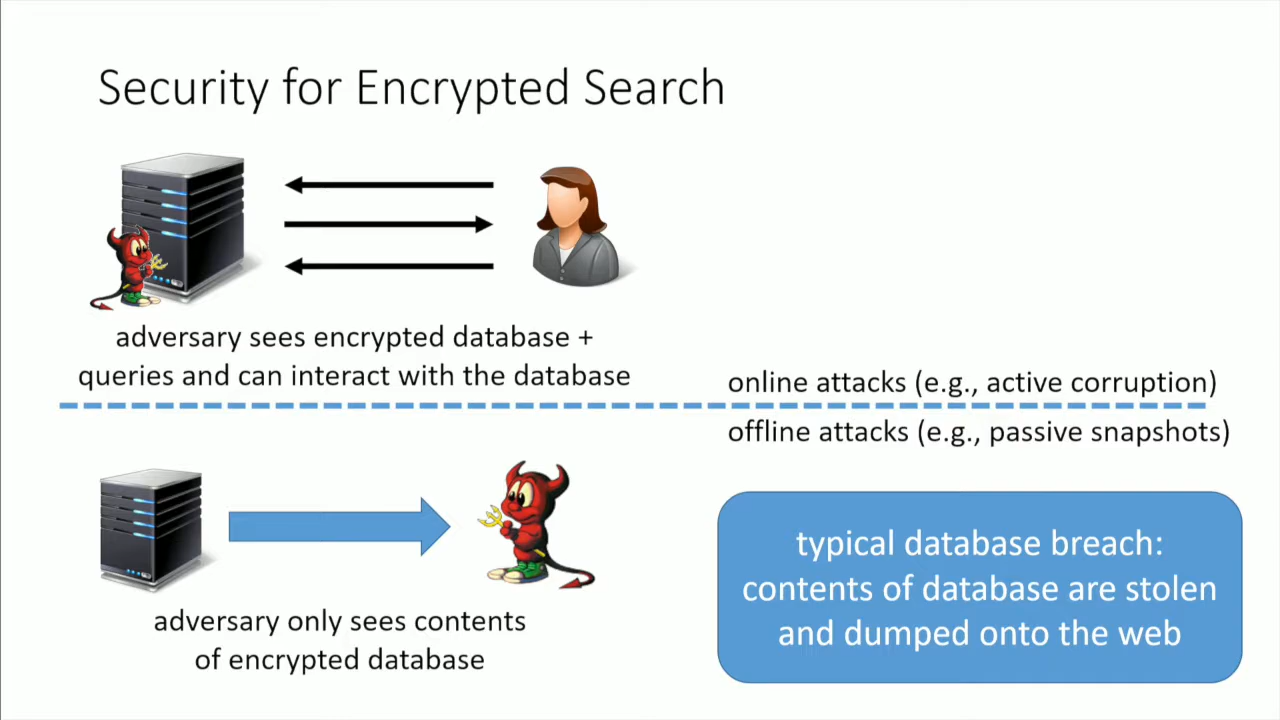 Security for Encrypted Search
adversary sees encrypted database +
queries and can interact with the database
online attacks (e.g., active corruption)
offline attacks (e.g., passive snapshots)
adversary only sees contents
of encrypted database
typical database breach:
contents of database are stolen
and dumped onto the web